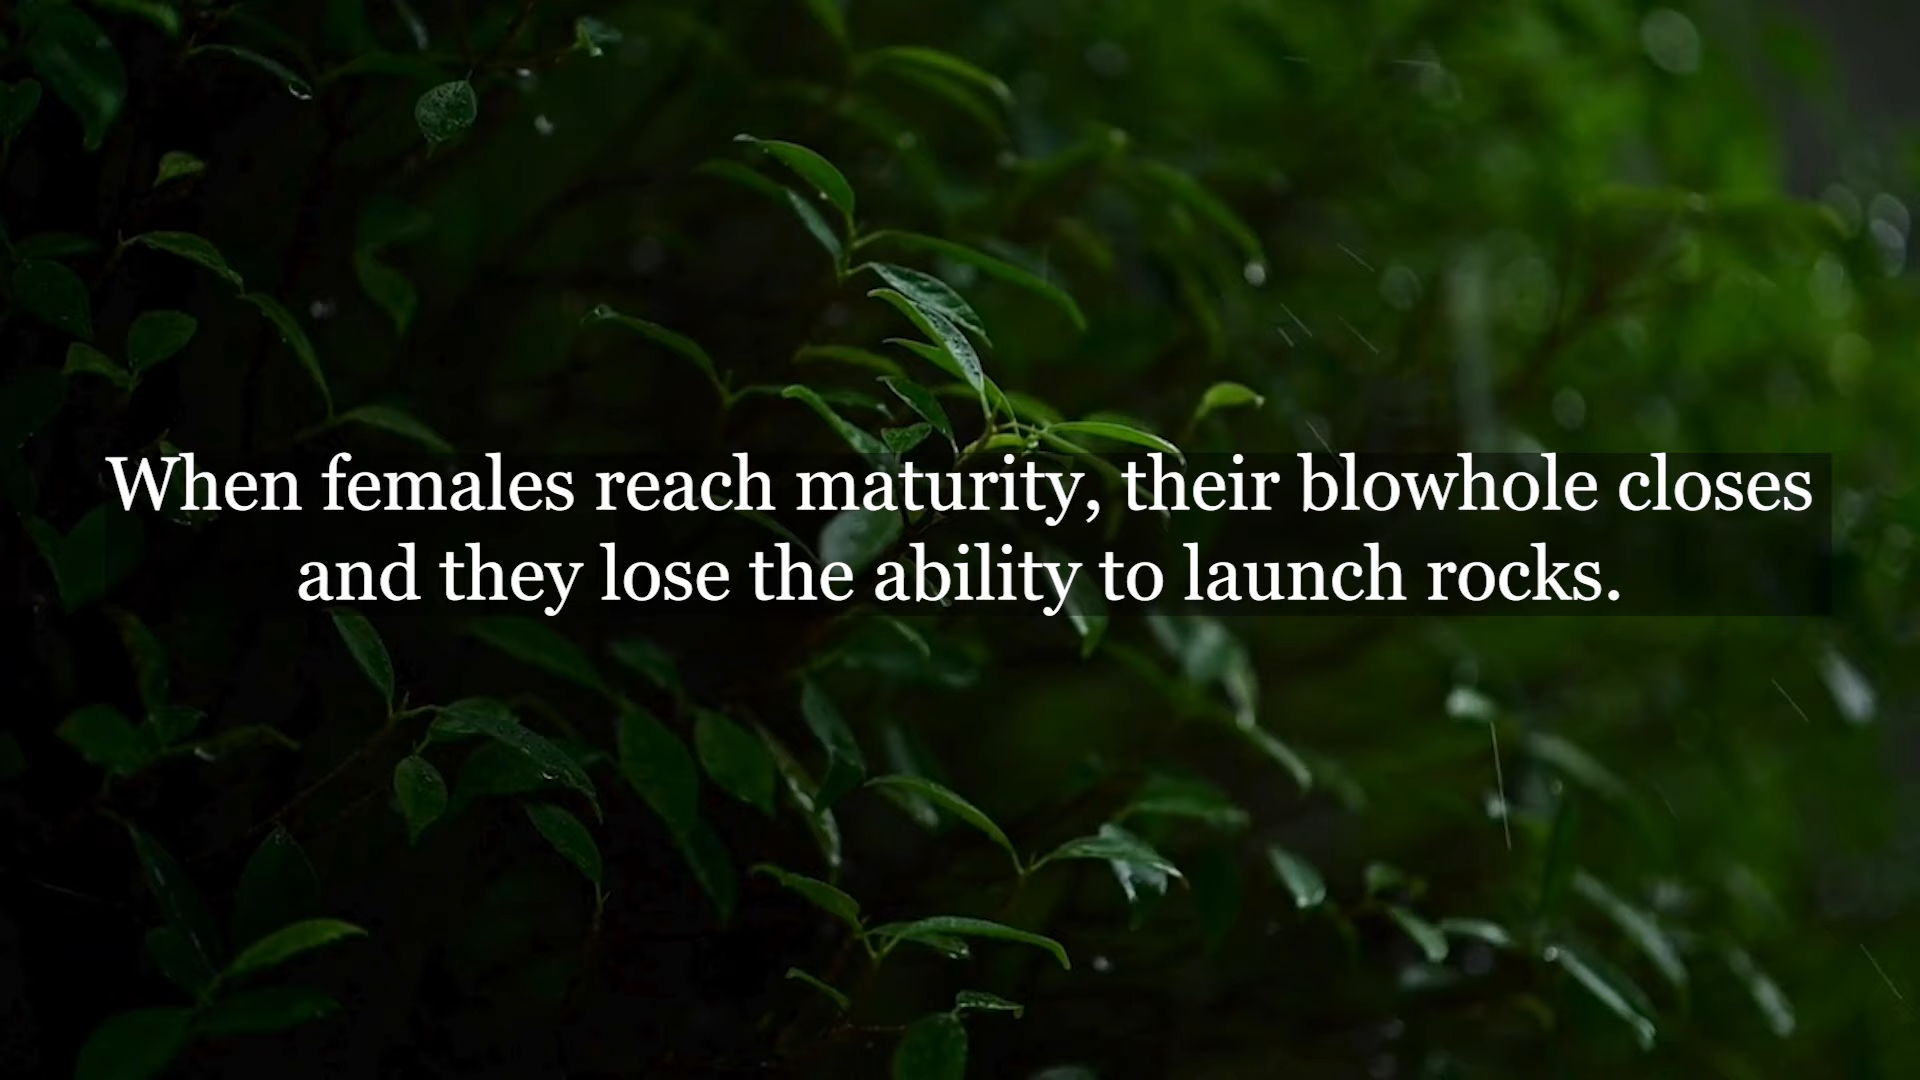 When females reach maturity, their blowhole closes
and they lose the ability to launch rocks.